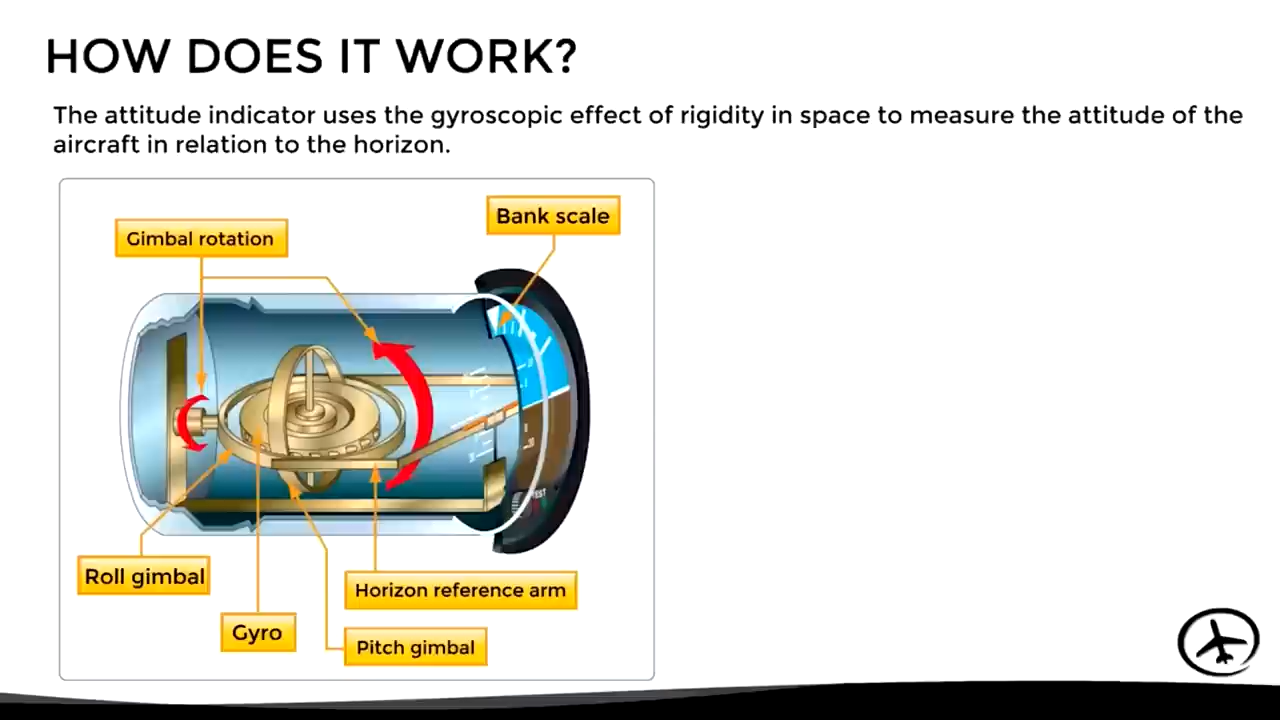 HOW DOES IT WORK?
The attitude indicator uses the gyroscopic effect of rigidity in space to measure the attitude of the
aircraft in relation to the horizon.
Bank scale
Gimbal rotation
TEST
Roll gimbal
Horizon reference arm
Gyro
Pitch gimbal